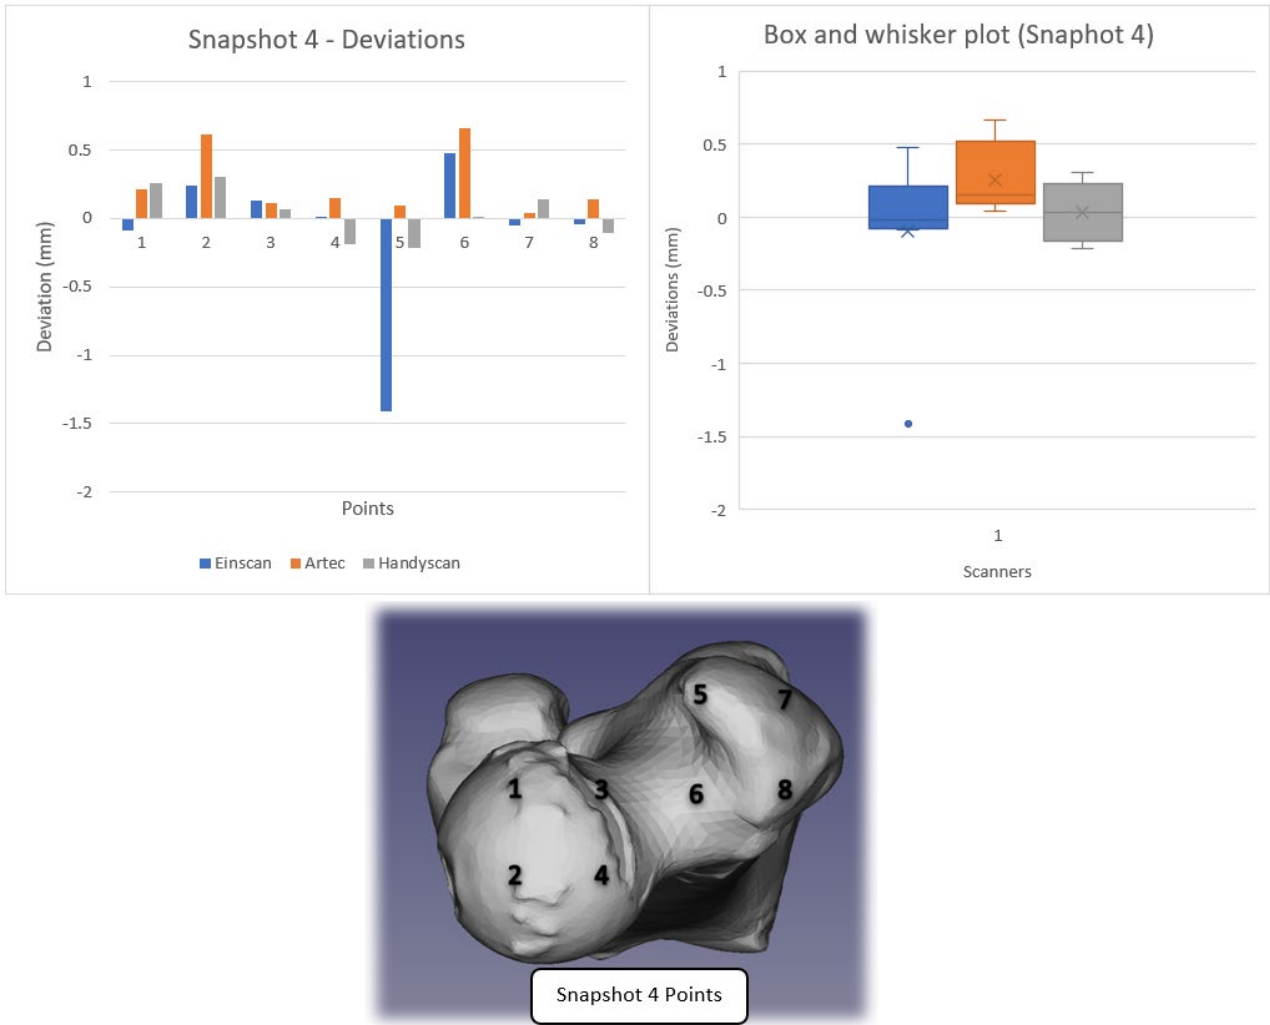 Snapshot 4 - Deviations
1
0.5
0
-0.5
-1
-1.5
-2
Deviation (mm)
1 2 3 4 5 6 7 8
Points
Einscan Artec Handyscan
Box and whisker plot (Snaphot 4)
1
0.5
0
-0.5
-1
-1.5
-2
Deviations (mm)
1
Scanners
5 7
1 3 6 8
2 4
Snapshot 4 Points